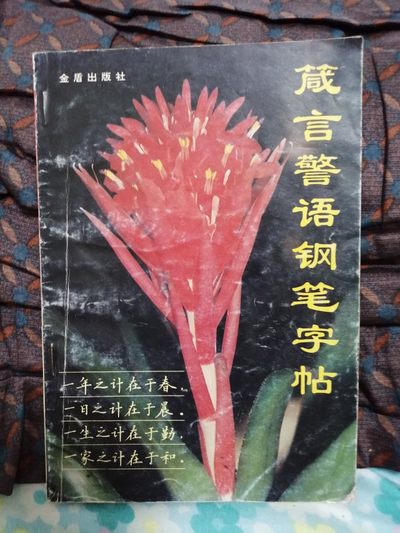 金盾出版社
箴言警语钢笔字帖
一年之计在于春.
一日之计在于晨.
一生之计在于勤.
一家之计在于和.